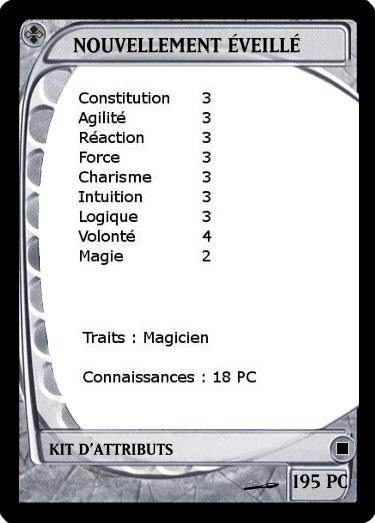 NOUVELLEMENT ÉVEILLÉ
Constitution 3
Agilité 3
Réaction 3
Force 3
Charisme 3
Intuition 3
Logique 3
Volonté 4
Magie 2
Traits : Magicien
Connaissances : 18 PC
KIT D'ATTRIBUTS
195 PC